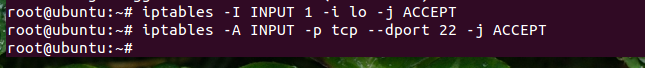 root@ubuntu:~# iptables -I INPUT 1 -i lo -j ACCEPT
root@ubuntu:~# iptables -A INPUT -p tcp --dport 22 -j ACCEPT
root@ubuntu:~#